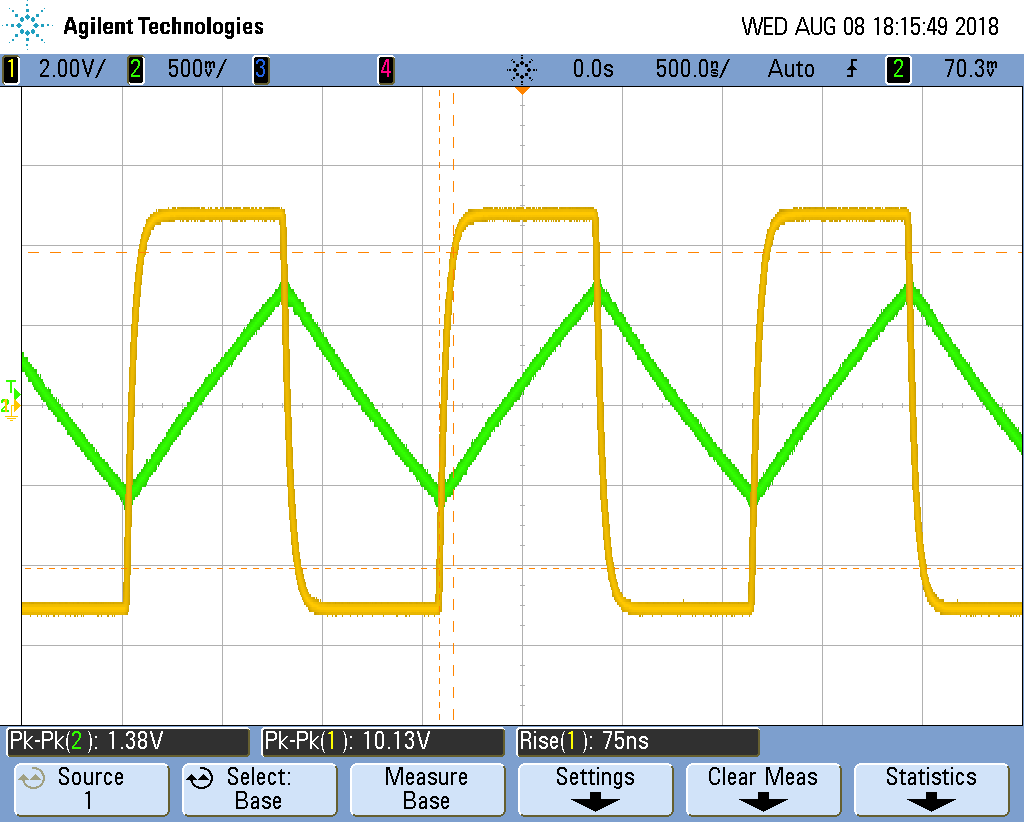 Agilent Technologies
WED AUG 08 18:15:49 2018
1 2.00V/ 2 500mV/ 3 4 0.0s 500.0ns/ Auto 2 70.3mV
T
2
Pk-Pk(2): 1.38V Pk-Pk(1): 10.13V Rise(1): 75ns
Source Select: Measure Settings Clear Meas Statistics
1 Base Base